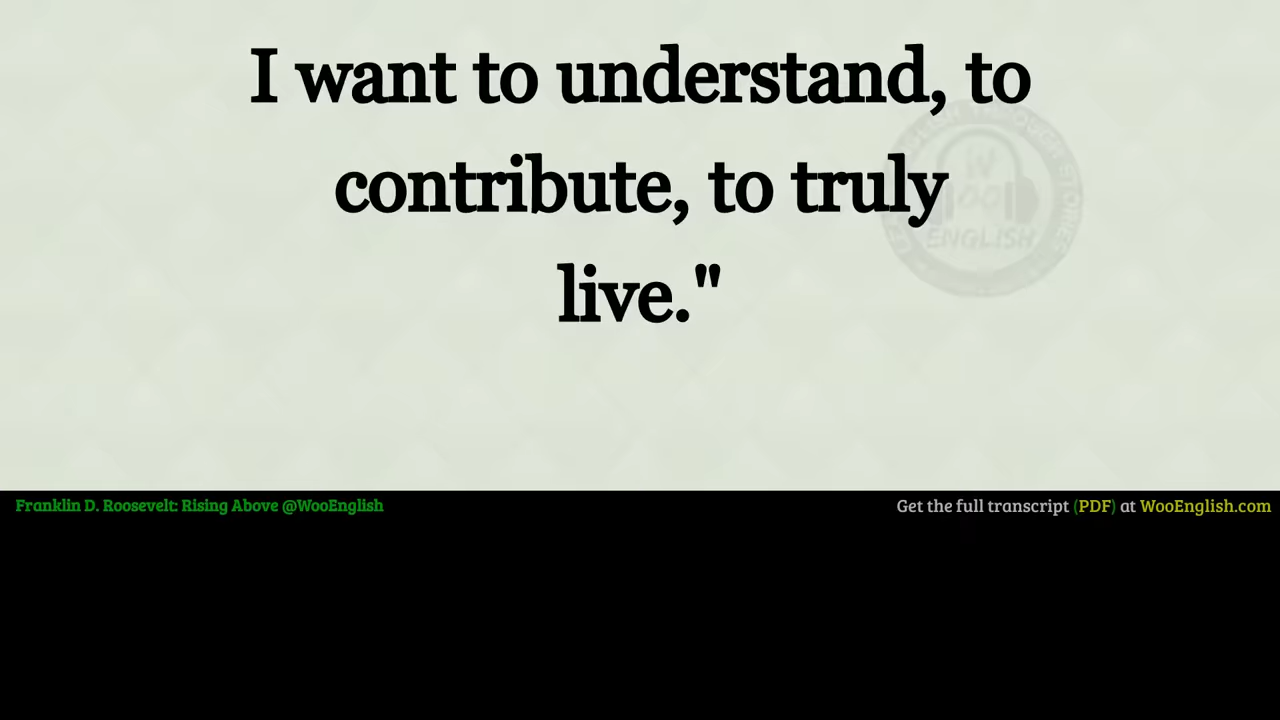 I want to understand, to
contribute, to truly
live."
ENGLISH
Franklin D. Roosevelt: Rising Above @WooEnglish
Get the full transcript (PDF) at WooEnglish.com